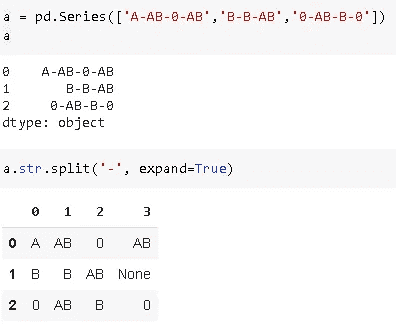 a = pd.Series(['A-AB-0-AB','B-B-AB','0-AB-B-0'])
a
0 A-AB-0-AB
1 B-B-AB
2 0-AB-B-0
dtype: object
a.str.split('-', expand=True)
0 1 2 3
0 A AB 0 AB
1 B B AB None
2 0 AB B 0